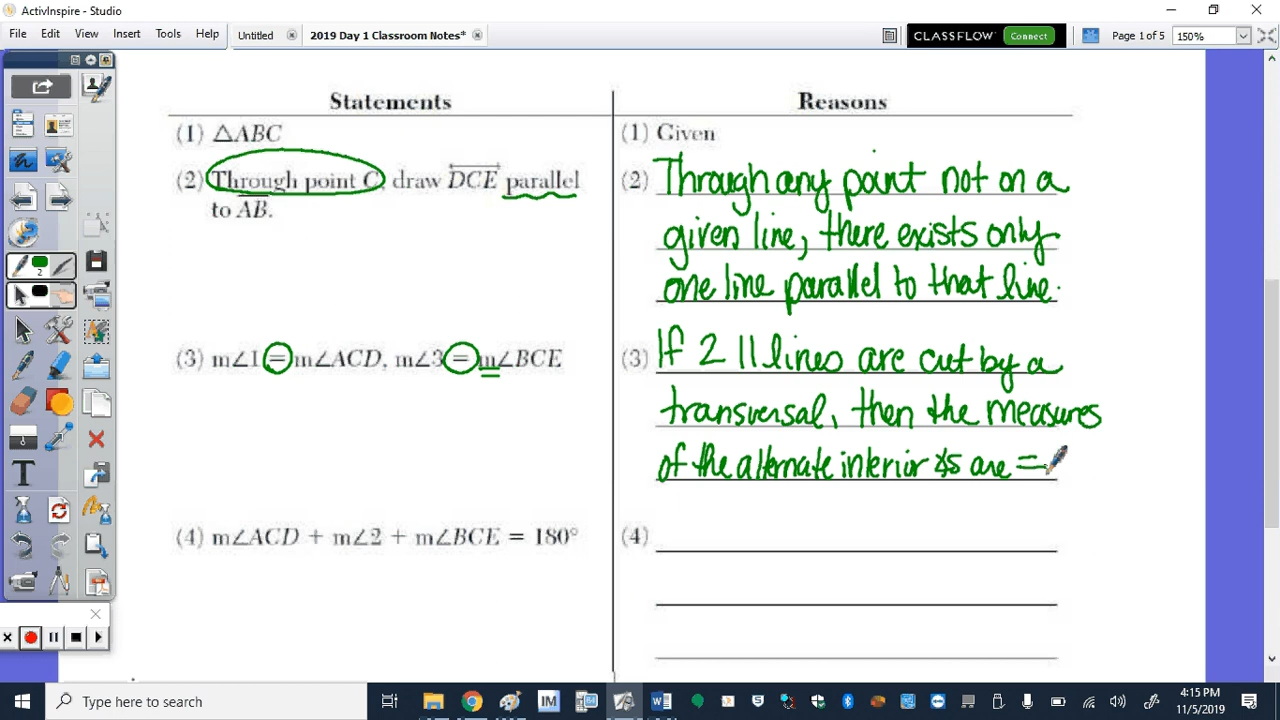 ActivInspire - Studio
File Edit View Insert Tools Help Untitled 2019 Day 1 Classroom Notes* CLASSFLOW Connect Page 1 of 5 150%
Statements Reasons
(1) △ABC (1) Given
(2) Through point C, draw DCE parallel (2) Through any point not on a
to AB.
given line, there exists only
one line parallel to that line.
(3) m∠1 = m∠ACD, m∠3 = m∠BCE (3) If 2 || lines are cut by a
transversal, then the measures
of the alternate interior ∡s are =
(4) m∠ACD + m∠2 + m∠BCE = 180° (4)
Type here to search
4:15 PM
11/5/2019